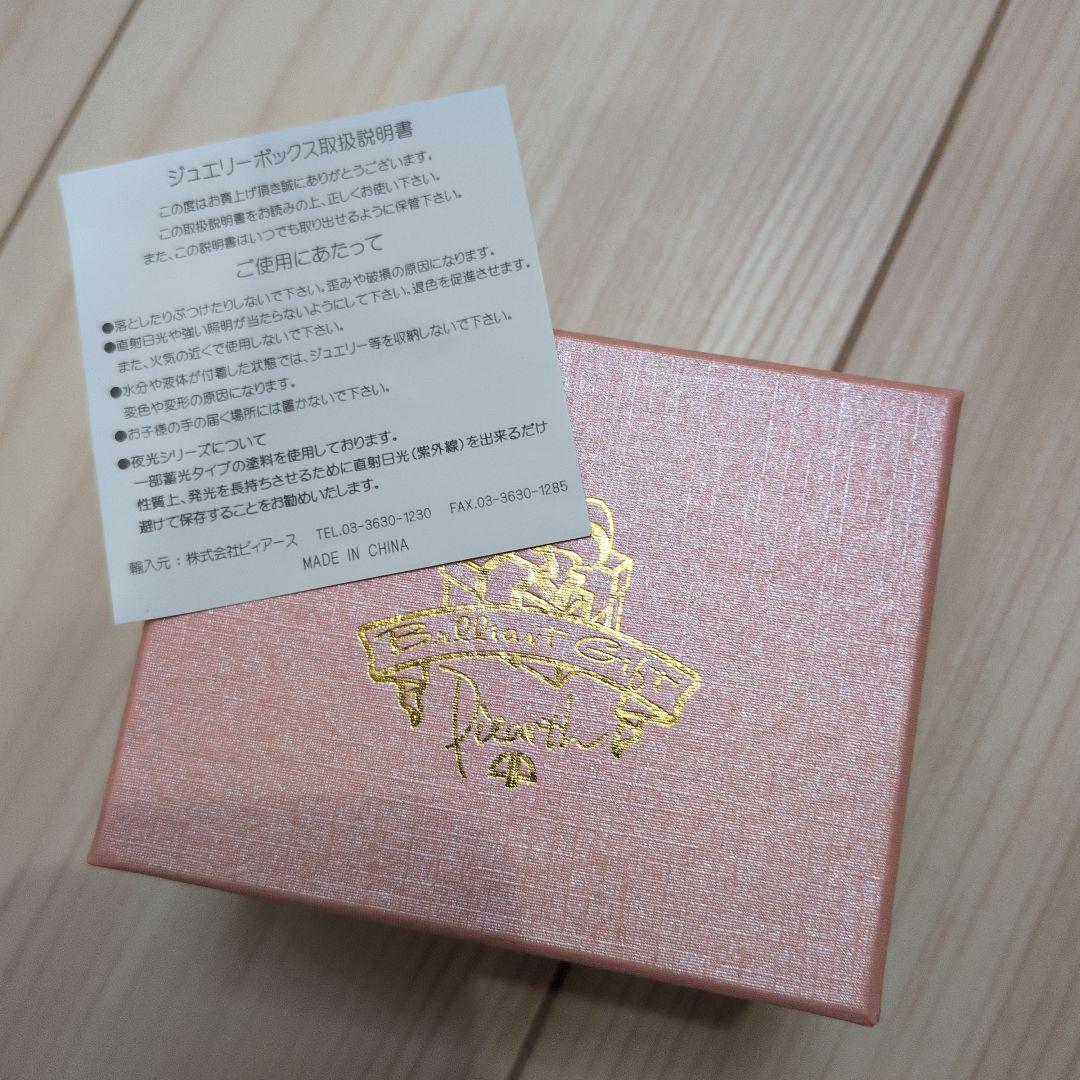 ジュエリーボックス取扱説明書
この度はお買上げ頂き誠にありがとうございます。
この取扱説明書をお読みの上、正しくお使い下さい。
また、この説明書はいつでも取り出せるように保管下さい。
ご使用にあたって
●落としたりぶつけたりしないで下さい。歪みや破損の原因になります。
●直射日光や強い照明が当たらないようにして下さい。退色を促進させます。
また、火気の近くで使用しないで下さい。
●水分や液体が付着した状態では、ジュエリー等を収納しないで下さい。
変色や変形の原因になります。
●お子様の手の届く場所には置かないで下さい。
●夜光シリーズについて
一部蓄光タイプの塗料を使用しております。
性質上、発光を長持ちさせるために直射日光(紫外線)を出来るだけ
避けて保存することをお勧めいたします。
輸入元：株式会社ピィアース TEL.03-3630-1230 FAX.03-3630-1285
MADE IN CHINA
Brilliant Gift
Piearth